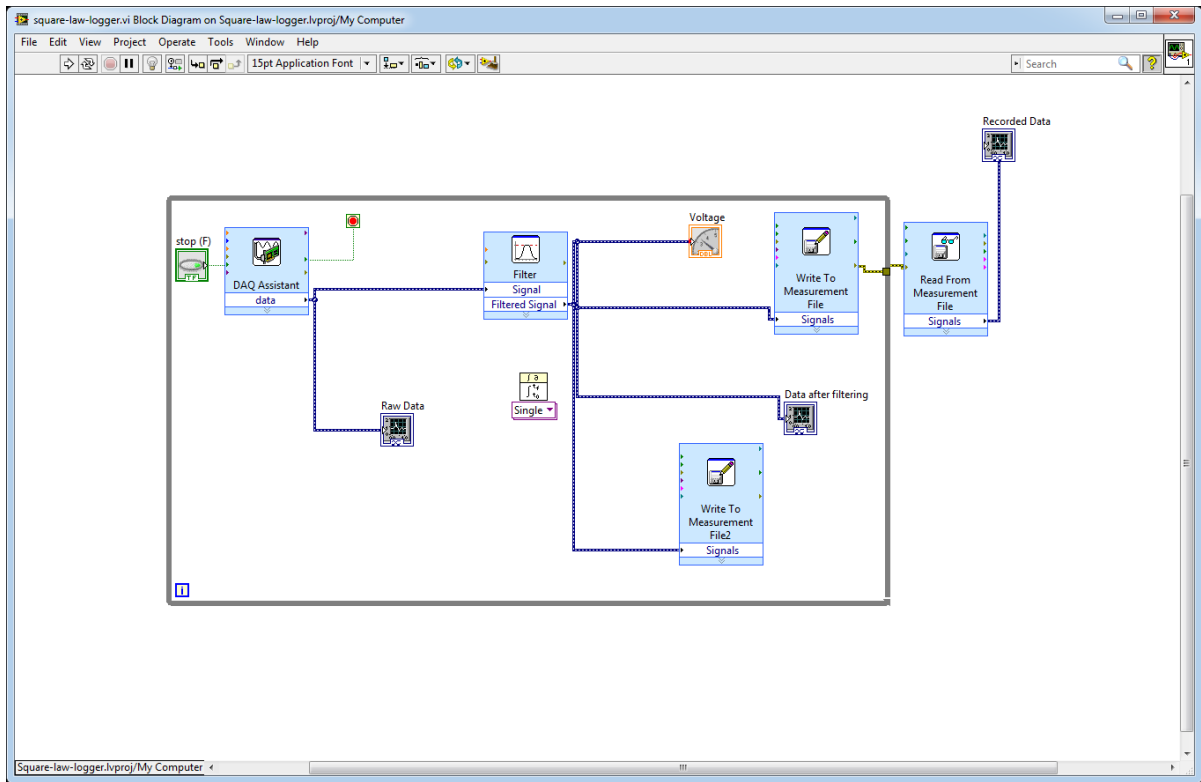 square-law-logger.vi Block Diagram on Square-law-logger.lvproj/My Computer
File Edit View Project Operate Tools Window Help
15pt Application Font
Search
1
Recorded Data
stop (F)
TF
DAQ Assistant
data
Filter
Signal
Filtered Signal
Voltage
DBL
Write To
Measurement
File
Signals
Read From
Measurement
File
Signals
Single
Raw Data
Data after filtering
Write To
Measurement
File2
Signals
i
Square-law-logger.lvproj/My Computer